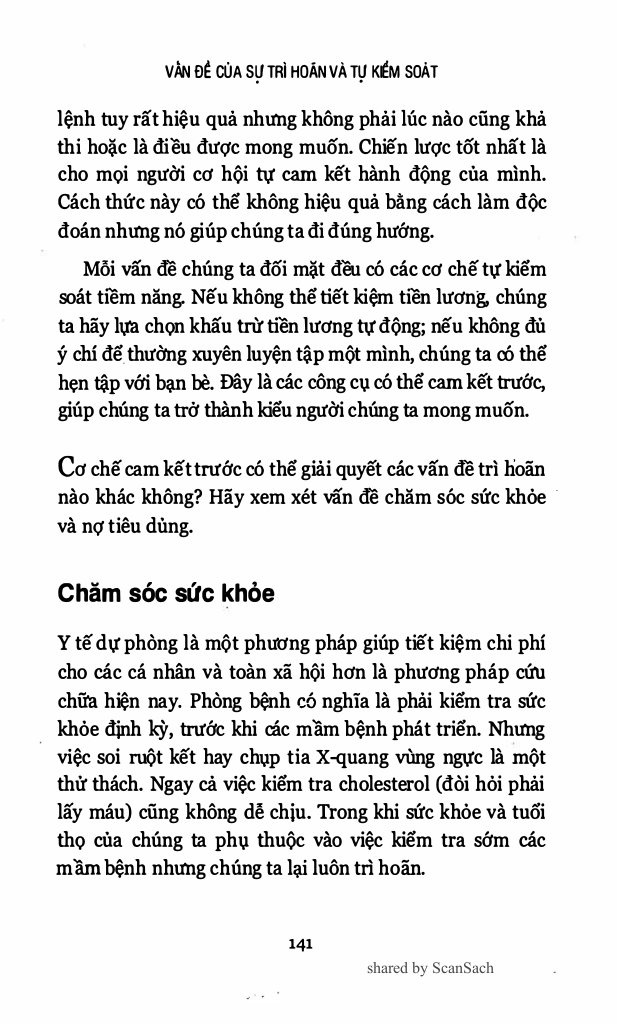 VẤN ĐỀ CỦA SỰ TRÌ HOÃN VÀ TỰ KIỂM SOÁT
lệnh tuy rất hiệu quả nhưng không phải lúc nào cũng khả
thi hoặc là điều được mong muốn. Chiến lược tốt nhất là
cho mọi người cơ hội tự cam kết hành động của mình.
Cách thức này có thể không hiệu quả bằng cách làm độc
đoán nhưng nó giúp chúng ta đi đúng hướng.
Mỗi vấn đề chúng ta đối mặt đều có các cơ chế tự kiểm
soát tiềm năng. Nếu không thể tiết kiệm tiền lương, chúng
ta hãy lựa chọn khấu trừ tiền lương tự động; nếu không đủ
ý chí để thường xuyên luyện tập một mình, chúng ta có thể
hẹn tập với bạn bè. Đây là các công cụ có thể cam kết trước,
giúp chúng ta trở thành kiểu người chúng ta mong muốn.
Cơ chế cam kết trước có thể giải quyết các vấn đề trì hoãn
nào khác không? Hãy xem xét vấn đề chăm sóc sức khỏe
và nợ tiêu dùng.
Chăm sóc sức khỏe
Y tế dự phòng là một phương pháp giúp tiết kiệm chi phí
cho các cá nhân và toàn xã hội hơn là phương pháp cứu
chữa hiện nay. Phòng bệnh có nghĩa là phải kiểm tra sức
khỏe định kỳ, trước khi các mầm bệnh phát triển. Nhưng
việc soi ruột kết hay chụp tia X-quang vùng ngực là một
thử thách. Ngay cả việc kiểm tra cholesterol (đòi hỏi phải
lấy máu) cũng không dễ chịu. Trong khi sức khỏe và tuổi
thọ của chúng ta phụ thuộc vào việc kiểm tra sớm các
mầm bệnh nhưng chúng ta lại luôn trì hoãn.
141
shared by ScanSach